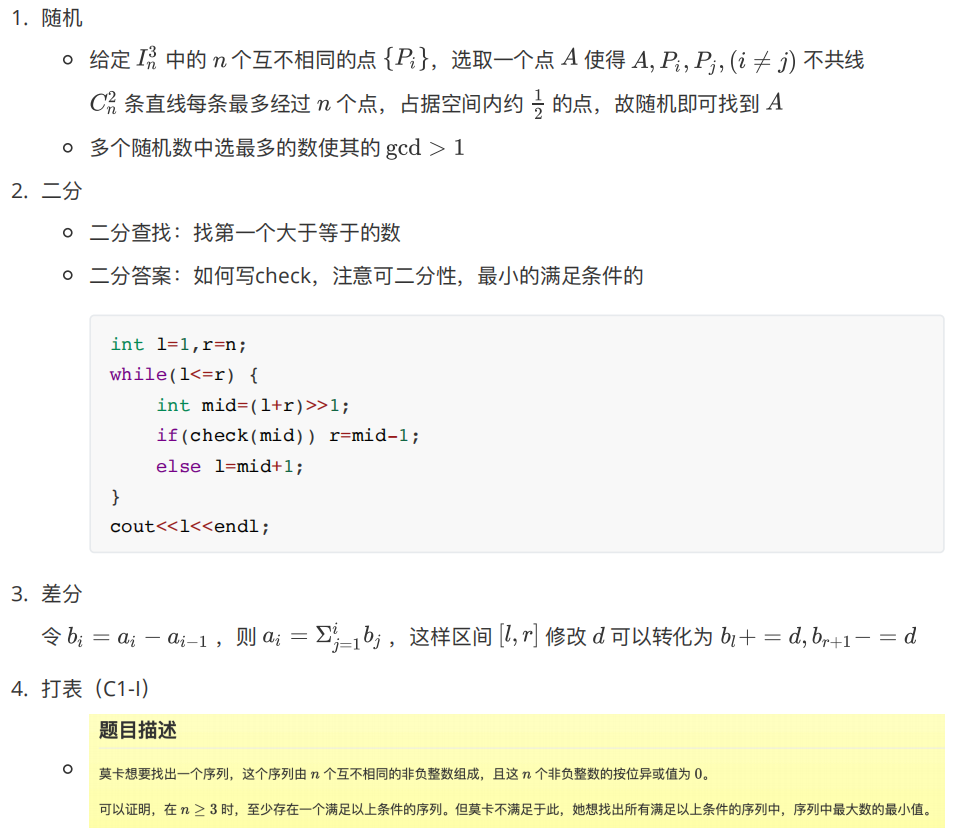 1. 随机
给定 $I_n^3$ 中的 $n$ 个互不相同的点 $\{P_i\}$，选取一个点 $A$ 使得 $A, P_i, P_j, (i \neq j)$ 不共线
$C_n^2$ 条直线每条最多经过 $n$ 个点，占据空间内约 $\frac{1}{2}$ 的点，故随机即可找到 $A$
多个随机数中选最多的数使其的 $\gcd > 1$
2. 二分
二分查找：找第一个大于等于的数
二分答案：如何写check，注意可二分性，最小的满足条件的
int l=1,r=n;
while(l<=r) {
    int mid=(l+r)>>1;
    if(check(mid)) r=mid-1;
    else l=mid+1;
}
cout<<l<<endl;
3. 差分
令 $b_i = a_i - a_{i-1}$ ，则 $a_i = \Sigma_{j=1}^i b_j$ ，这样区间 $[l, r]$ 修改 $d$ 可以转化为 $b_l + = d, b_{r+1} - = d$
4. 打表（C1-I）
题目描述
莫卡想要找出一个序列，这个序列由 $n$ 个互不相同的非负整数组成，且这 $n$ 个非负整数的按位异或值为 $0$。
可以证明，在 $n \geq 3$ 时，至少存在一个满足以上条件的序列。但莫卡不满足于此，她想找出所有满足以上条件的序列中，序列中最大数的最小值。